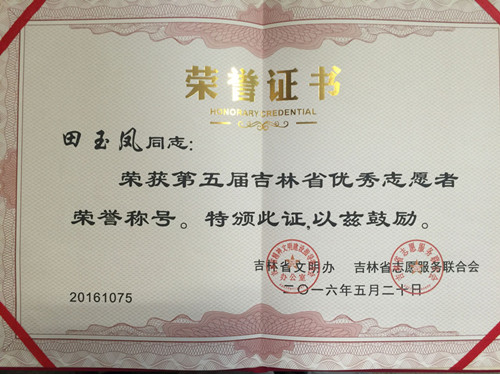 荣誉证书
HONORARY CREDENTIAL
田玉凤同志:
荣获第五届吉林省优秀志愿者
荣誉称号。特颁此证,以兹鼓励。
吉林省文明办 吉林省志愿服务联合会
二〇一六年五月二十日
20161075
办公室